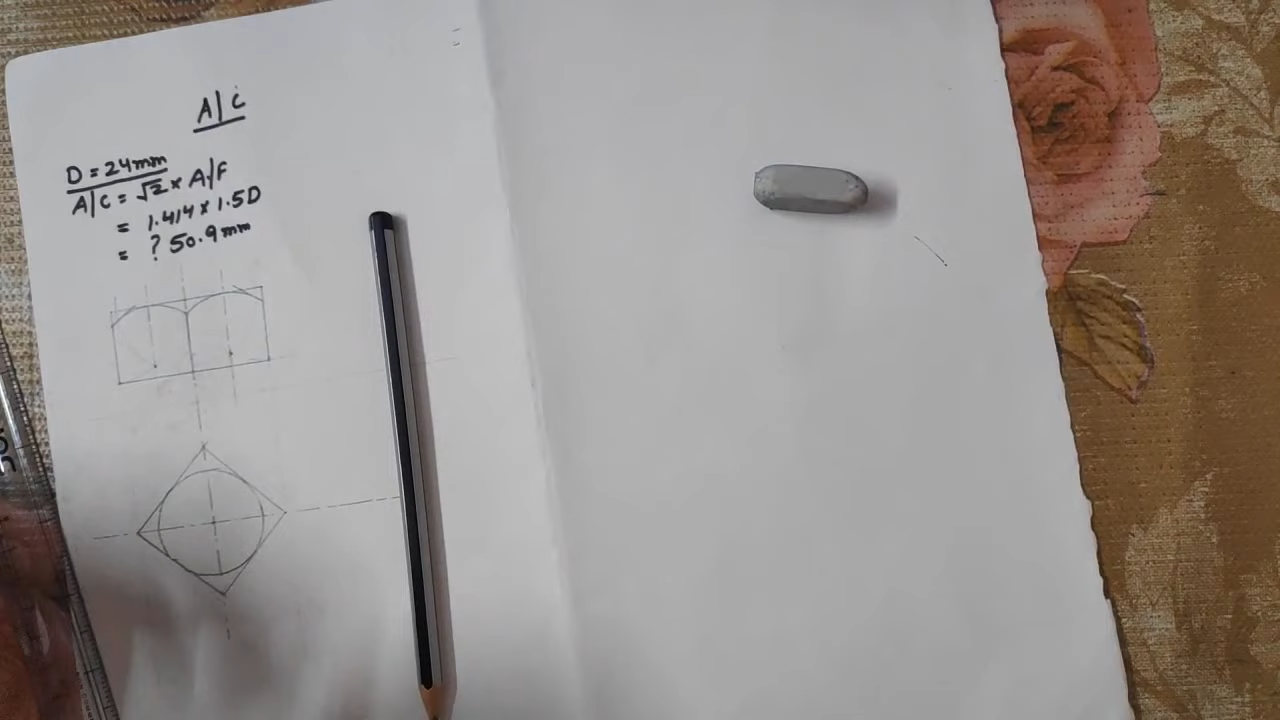 A/C
D = 24mm
A/C = √2 × A/F
= 1.414 × 1.5D
= ? 50.9mm